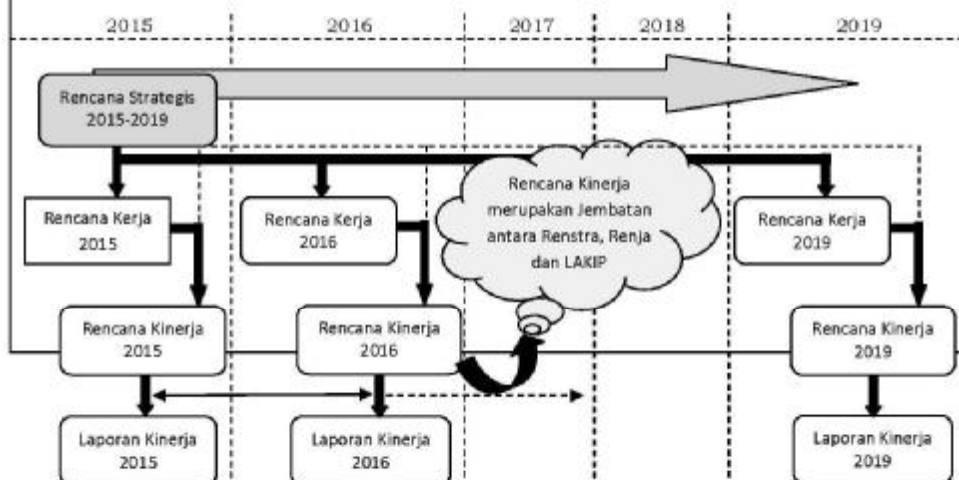 2015 2016 2017 2018 2019
Rencana Strategis
2015-2019
Rencana Kinerja
merupakan Jembatan
antara Renstra, Renja
dan LAKIP
Rencana Kerja
2015
Rencana Kerja
2016
Rencana Kerja
2019
Rencana Kinerja
2015
Rencana Kinerja
2016
Rencana Kinerja
2019
Laporan Kinerja
2015
Laporan Kinerja
2016
Laporan Kinerja
2019